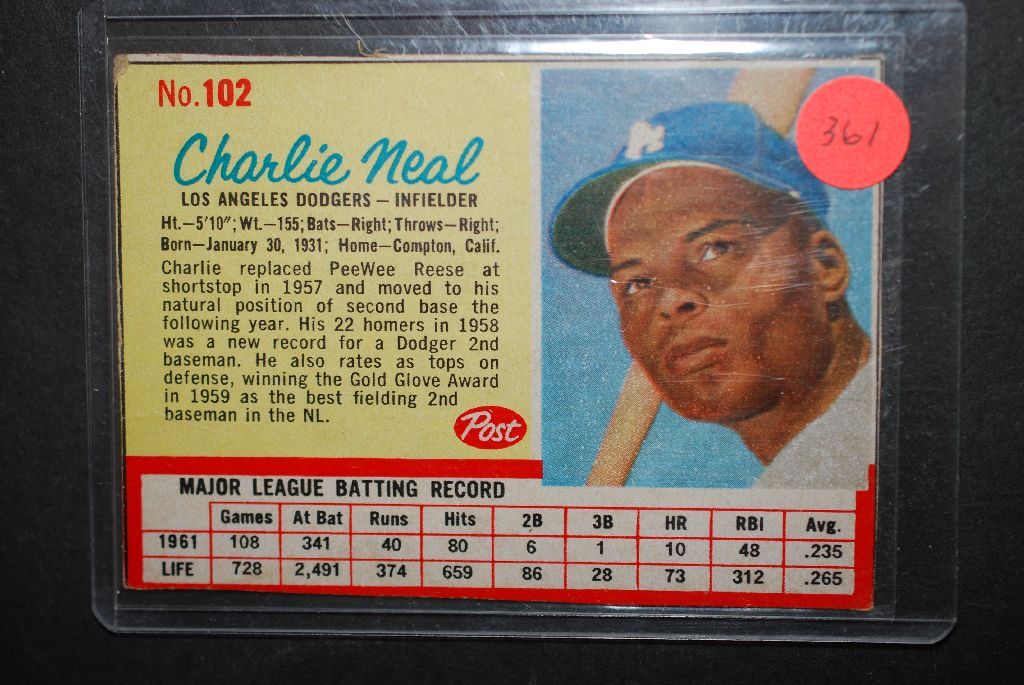 No.102
Charlie Neal
LOS ANGELES DODGERS — INFIELDER
Ht.—5'10"; Wt.—155; Bats—Right; Throws—Right;
Born—January 30, 1931; Home—Compton, Calif.
Charlie replaced PeeWee Reese at
shortstop in 1957 and moved to his
natural position of second base the
following year. His 22 homers in 1958
was a new record for a Dodger 2nd
baseman. He also rates as tops on
defense, winning the Gold Glove Award
in 1959 as the best fielding 2nd
baseman in the NL.
Post
361
MAJOR LEAGUE BATTING RECORD
Games At Bat Runs Hits 2B 3B HR RBI Avg.
1961 108 341 40 80 6 1 10 48 .235
LIFE 728 2,491 374 659 86 28 73 312 .265